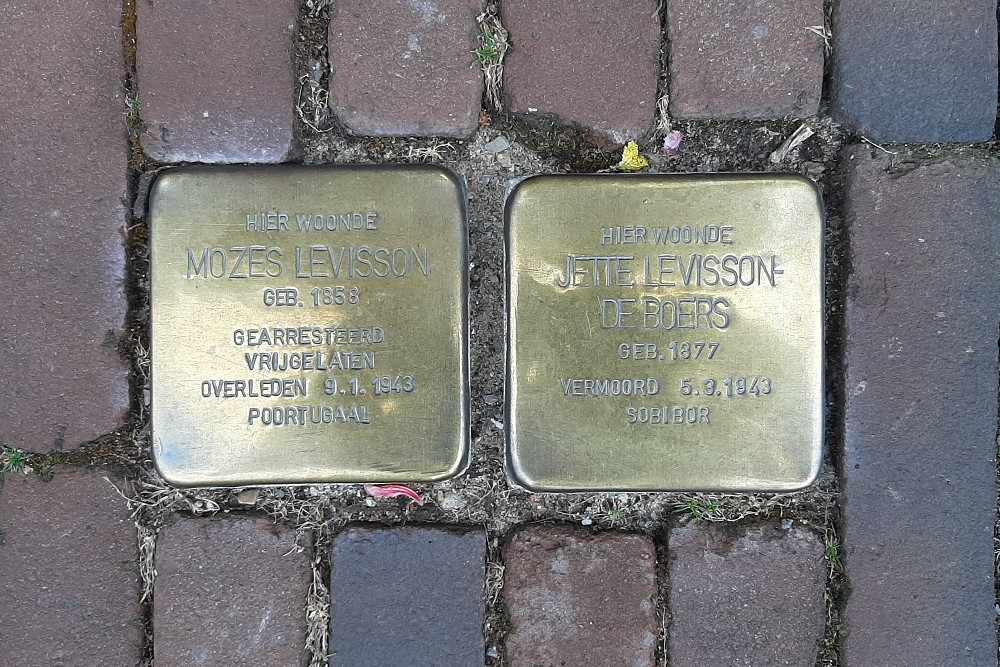 HIER WOONDE
MOZES LEVISSON
GEB. 1858
GEARRESTEERD
VRIJGELATEN
OVERLEDEN 9.1.1943
POORTUGAAL
HIER WOONDE
JETTE LEVISSON-
DE BOERS
GEB. 1877
VERMOORD 5.3.1943
SOBIBOR